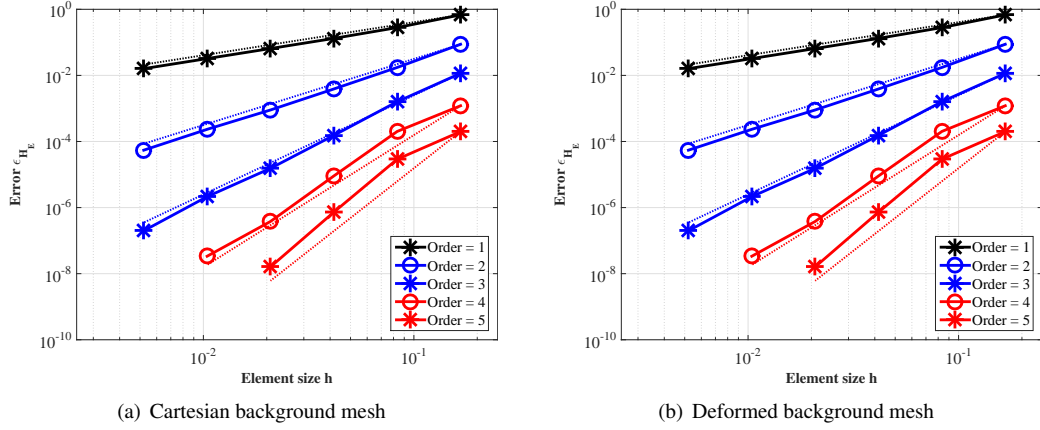 10^0
10^-2
10^-4
10^-6
10^-8
10^-10
Error ϵ_{H_E}
10^-2
10^-1
Element size h
Order = 1
Order = 2
Order = 3
Order = 4
Order = 5
(a) Cartesian background mesh
10^0
10^-2
10^-4
10^-6
10^-8
10^-10
Error ϵ_{H_E}
10^-2
10^-1
Element size h
Order = 1
Order = 2
Order = 3
Order = 4
Order = 5
(b) Deformed background mesh